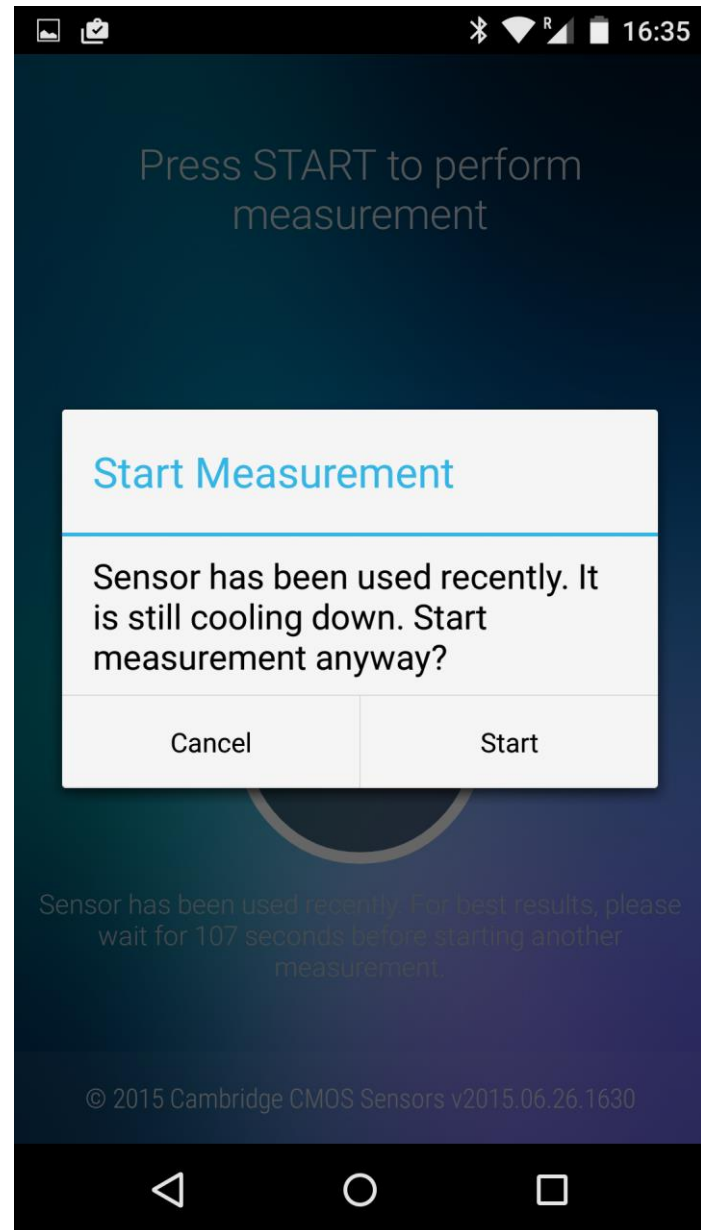 16:35
Press START to perform
measurement
Start Measurement
Sensor has been used recently. It
is still cooling down. Start
measurement anyway?
Cancel Start
Sensor has been used recently. For best results, please
wait for 107 seconds before starting another
measurement.
© 2015 Cambridge CMOS Sensors v2015.06.26.1630